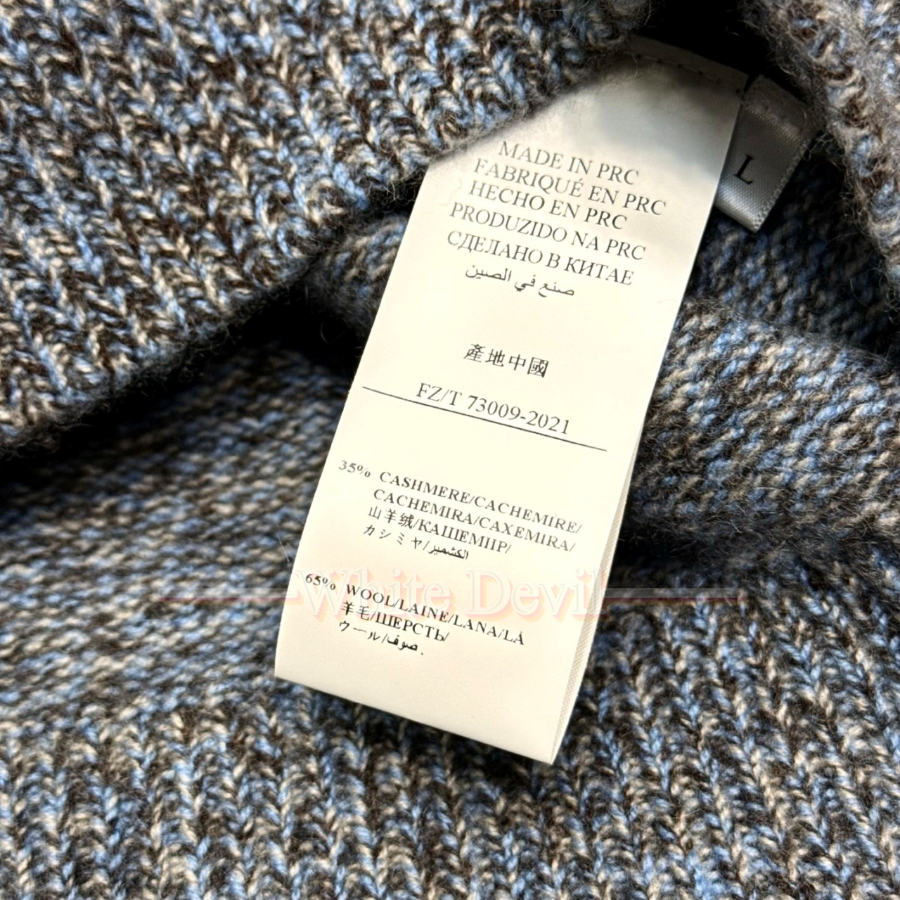 MADE IN PRC
FABRIQUÉ EN PRC
HECHO EN PRC
PRODUZIDO NA PRC
СДЕЛАНО В КИТАЕ
صنع في الصين
L
產地中國
FZ/T 73009-2021
35% CASHMERE/CACHEMIRE/
CACHEMIRA/CAXEMIRA/
山羊绒/КАШЕМИР/
カシミヤ/الكشمير
White Devil
65% WOOL/LAINE/LANA/LÃ
羊毛/ШЕРСТЬ/
ウール/صوف.